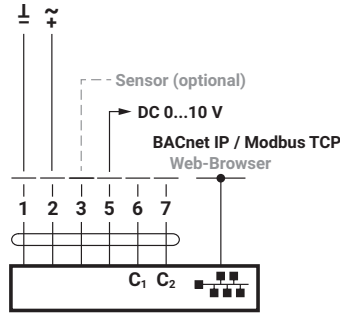 ⊥ ~
= +
Sensor (optional)
DC 0...10 V
BACnet IP / Modbus TCP
Web-Browser
1 2 3 5 6 7
C₁ C₂